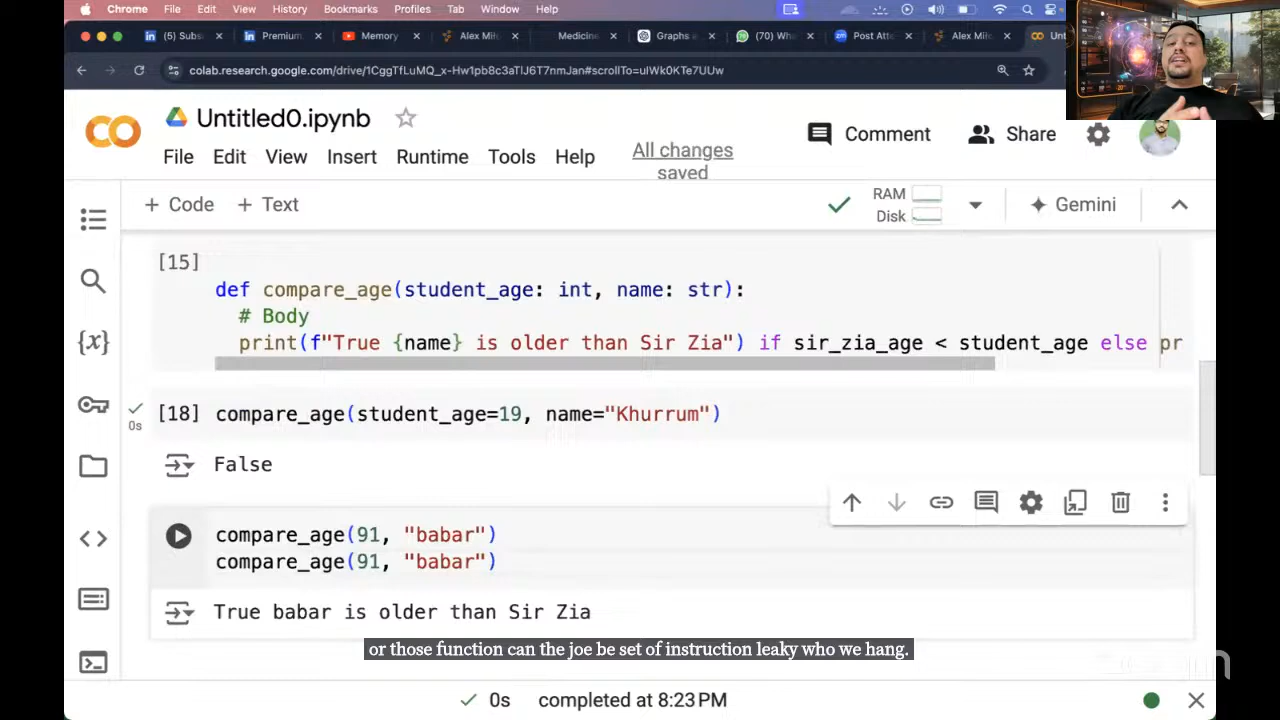 Chrome File Edit View History Bookmarks Profiles Tab Window Help
(5) Subs Premium Memory Alex Mil Medicine Graphs (70) Wha Post Atte Alex Mil Unt
colab.research.google.com/drive/1CggTfLuMQ_x-Hw1pb8c3aTlJ6T7nmJan#scrollTo=uIWk0KTe7UUw
Untitled0.ipynb
Comment Share
File Edit View Insert Runtime Tools Help All changes saved
+ Code + Text
RAM
Disk
Gemini
[15]
def compare_age(student_age: int, name: str):
# Body
print(f"True {name} is older than Sir Zia") if sir_zia_age < student_age else pr
[18] compare_age(student_age=19, name="Khurrum")
0s
False
compare_age(91, "babar")
compare_age(91, "babar")
True babar is older than Sir Zia
or those function can the joe be set of instruction leaky who we hang.
0s completed at 8:23 PM